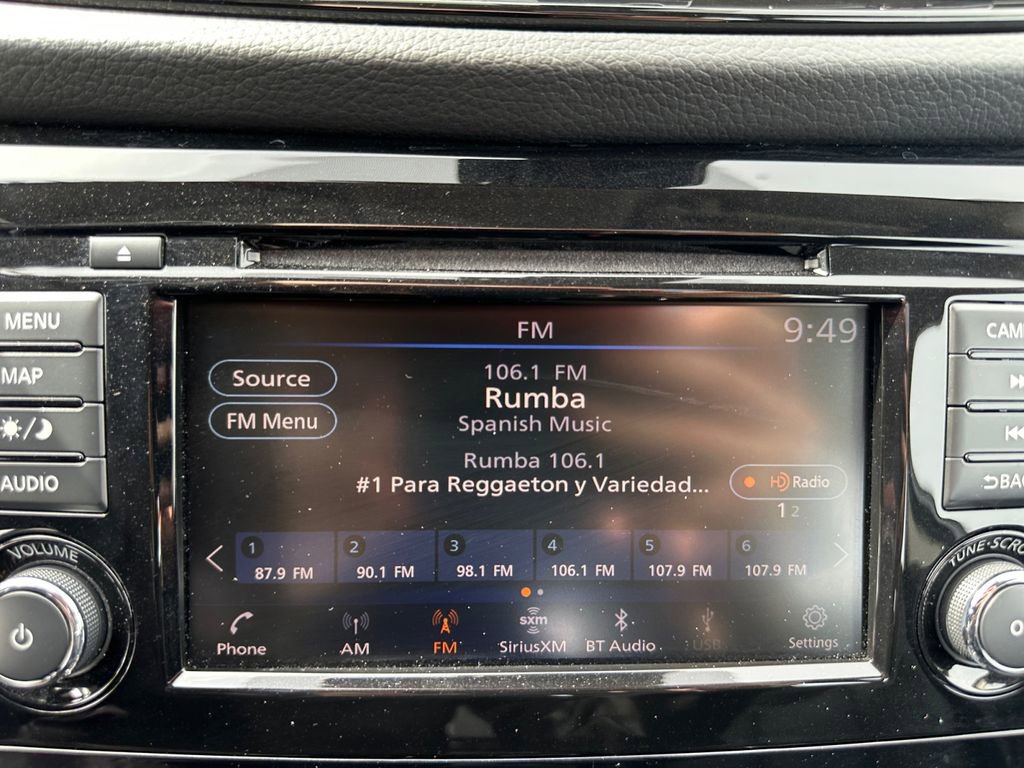 FM
9:49
MENU
MAP
AUDIO
VOLUME
Source
FM Menu
106.1 FM
Rumba
Spanish Music
Rumba 106.1
#1 Para Reggaeton y Variedad...
HD Radio
1 2
1 2 3 4 5 6
87.9 FM 90.1 FM 98.1 FM 106.1 FM 107.9 FM 107.9 FM
Phone AM FM sxm SiriusXM BT Audio USB Settings
CAM
BA
TUNE·SCRO